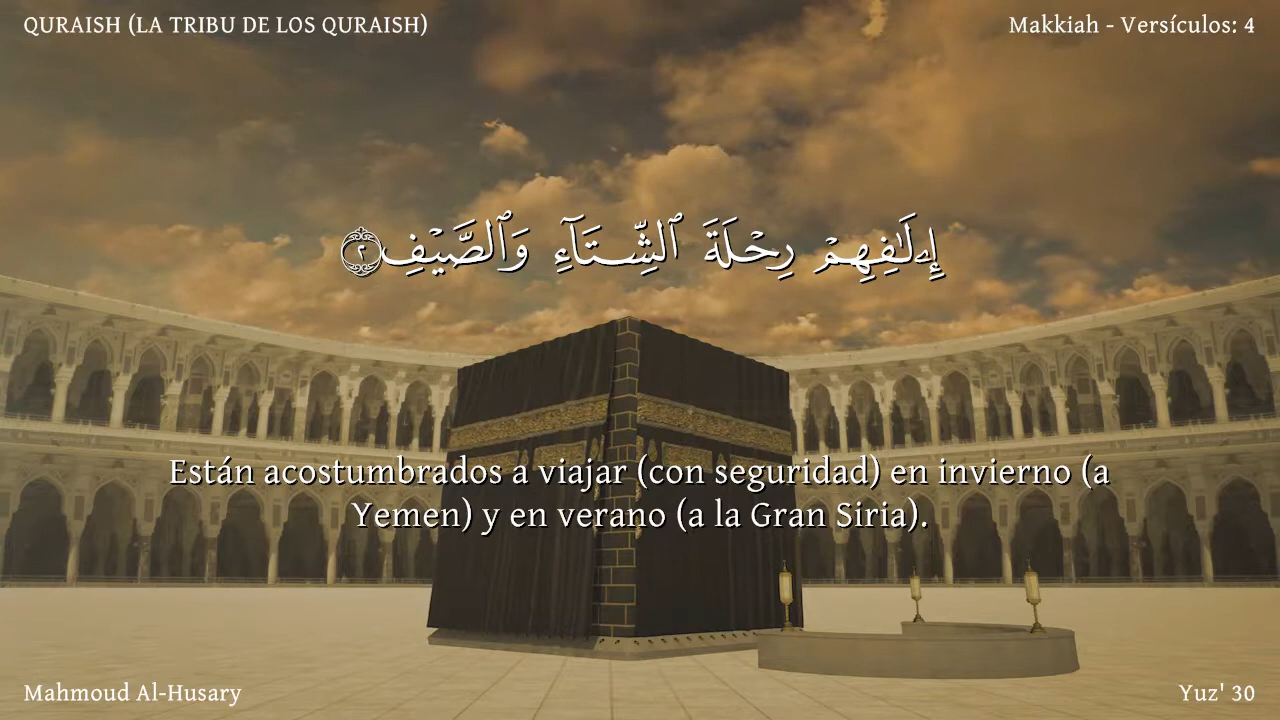 QURAISH (LA TRIBU DE LOS QURAISH)
Makkiah - Versículos: 4
إِۦلَٰفِهِمْ رِحْلَةَ ٱلشِّتَآءِ وَٱلصَّيْفِ ٢
Están acostumbrados a viajar (con seguridad) en invierno (a
Yemen) y en verano (a la Gran Siria).
Mahmoud Al-Husary
Yuz' 30